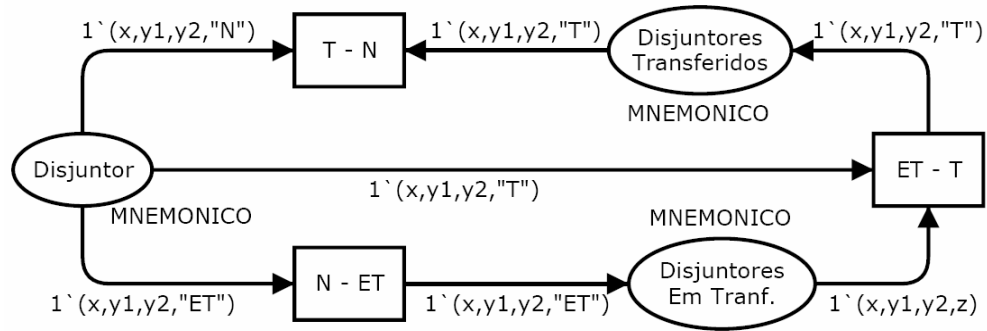 1`(x,y1,y2,"N")
T - N
1`(x,y1,y2,"T")
Disjuntores
Transferidos
1`(x,y1,y2,"T")
MNEMONICO
Disjuntor
ET - T
1`(x,y1,y2,"T")
MNEMONICO
MNEMONICO
N - ET
Disjuntores
Em Tranf.
1`(x,y1,y2,"ET")
1`(x,y1,y2,"ET")
1`(x,y1,y2,z)